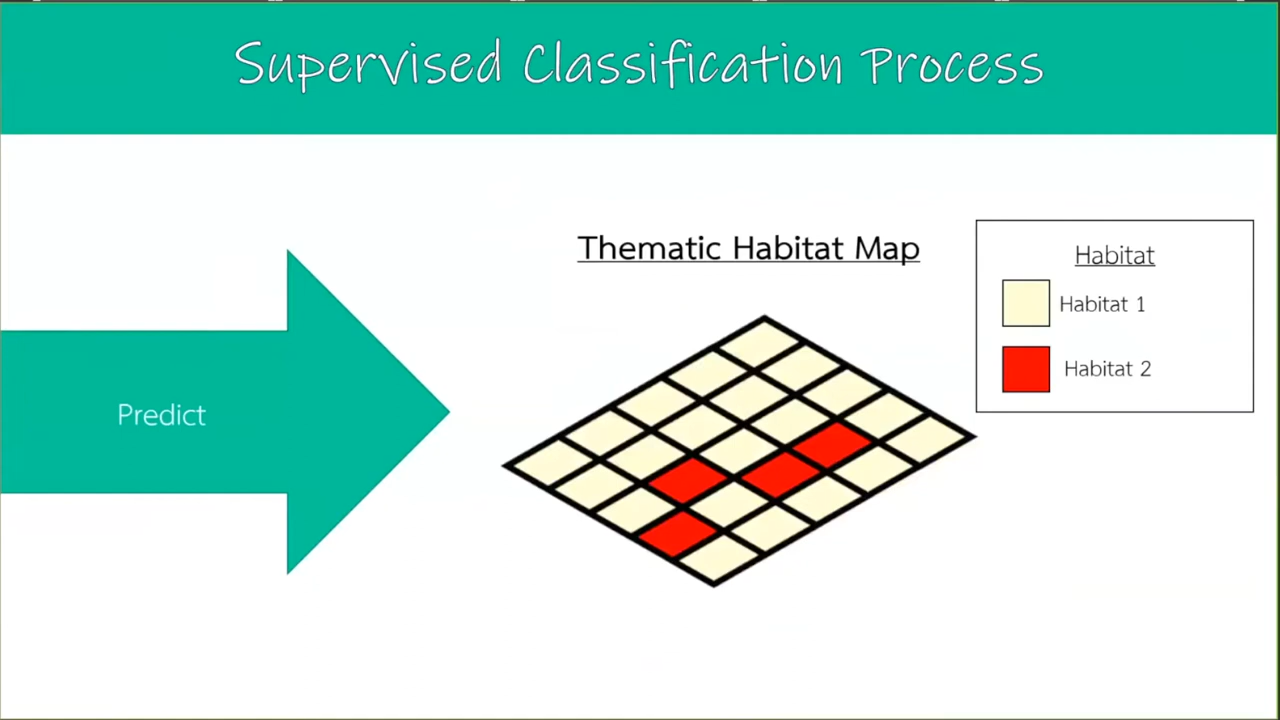 Supervised Classification Process
Thematic Habitat Map
Habitat
Habitat 1
Habitat 2
Predict